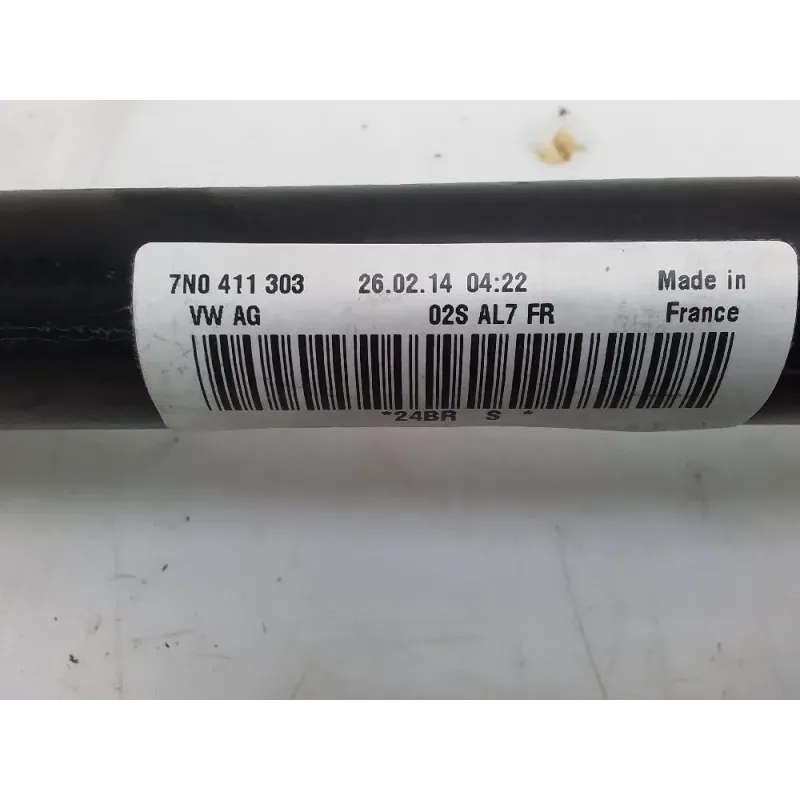 7N0 411 303 26.02.14 04:22 Made in
VW AG 02S AL7 FR France
*24BR S *